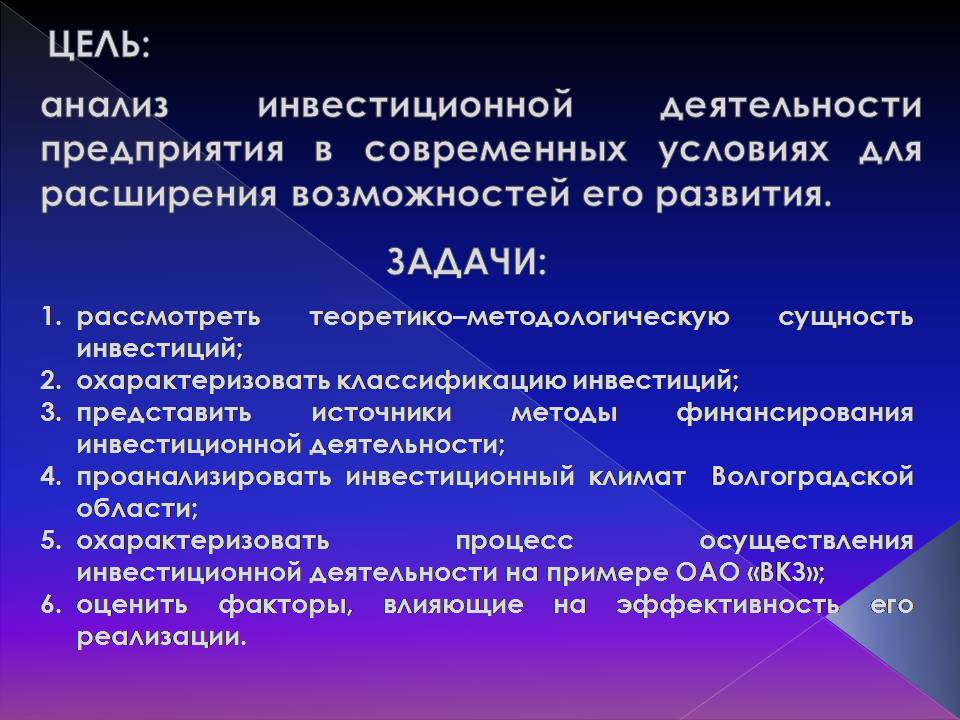 ЦЕЛЬ:
анализ инвестиционной деятельности
предприятия в современных условиях для
расширения возможностей его развития.
ЗАДАЧИ:
1. рассмотреть теоретико–методологическую сущность
инвестиций;
2. охарактеризовать классификацию инвестиций;
3. представить источники методы финансирования
инвестиционной деятельности;
4. проанализировать инвестиционный климат Волгоградской
области;
5. охарактеризовать процесс осуществления
инвестиционной деятельности на примере ОАО «ВКЗ»;
6. оценить факторы, влияющие на эффективность его
реализации.